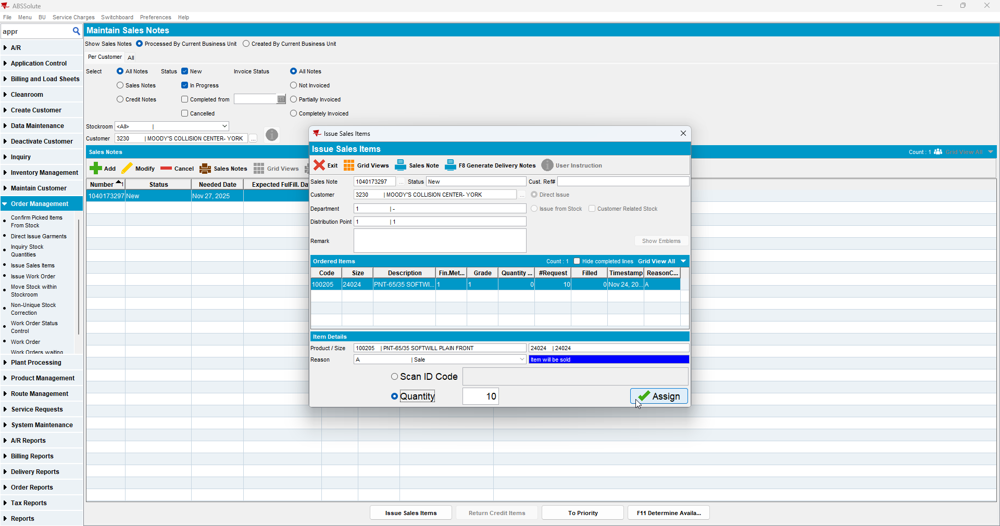 ABSSolute
File Menu BU Service Charges Switchboard Preferences Help
appr
Maintain Sales Notes
Show Sales Notes Processed By Current Business Unit Created By Current Business Unit
Per Customer All
Select All Notes Status New Invoice Status All Notes
Sales Notes In Progress Not Invoiced
Credit Notes Completed from 16 Partially Invoiced
Cancelled Completely Invoiced
Stockroom <All> |
Customer 3230 | MOODY'S COLLISION CENTER- YORK ...
Sales Notes
Count : 1 Grid View All
Add Modify Cancel Sales Notes Grid Views
Number 1 Status Needed Date Expected FulFill. Da
1040173297 New Nov 27, 2025
A/R
Application Control
Billing and Load Sheets
Cleanroom
Create Customer
Data Maintenance
Deactivate Customer
Inquiry
Inventory Management
Maintain Customer
Order Management
Confirm Picked Items
From Stock
Direct Issue Garments
Inquiry Stock
Quantities
Issue Sales Items
Issue Work Order
Move Stock within
Stockroom
Non-Unique Stock
Correction
Work Order Status
Control
Work Order
Work Orders waiting
Plant Processing
Product Management
Route Management
Service Requests
System Maintenance
A/R Reports
Billing Reports
Delivery Reports
Order Reports
Tax Reports
Reports
Issue Sales Items
Issue Sales Items
Exit Grid Views Sales Note F8 Generate Delivery Notes User Instruction
Sales Note 1040173297 ... Status New Cust. Ref#
Customer 3230 | MOODY'S COLLISION CENTER- YORK ... Direct Issue
Department 1 | - Issue from Stock Customer Related Stock
Distribution Point 1 | 1
Remark Show Emblems
Ordered Items Count : 1 Hide completed lines Grid View All
Code Size Description Fin.Met... Grade Quantity ... #Request Filled Timestamp ReasonC...
100205 24024 PNT-65/35 SOFTWI... 1 1 0 10 0 Nov 24, 20... A
Item Details
Product / Size 100205 | PNT-65/35 SOFTWILL PLAIN FRONT 24024 | 24024
Reason A | Sale Item will be sold
Scan ID Code
Quantity 10 Assign
Issue Sales Items Return Credit Items To Priority F11 Determine Availa...